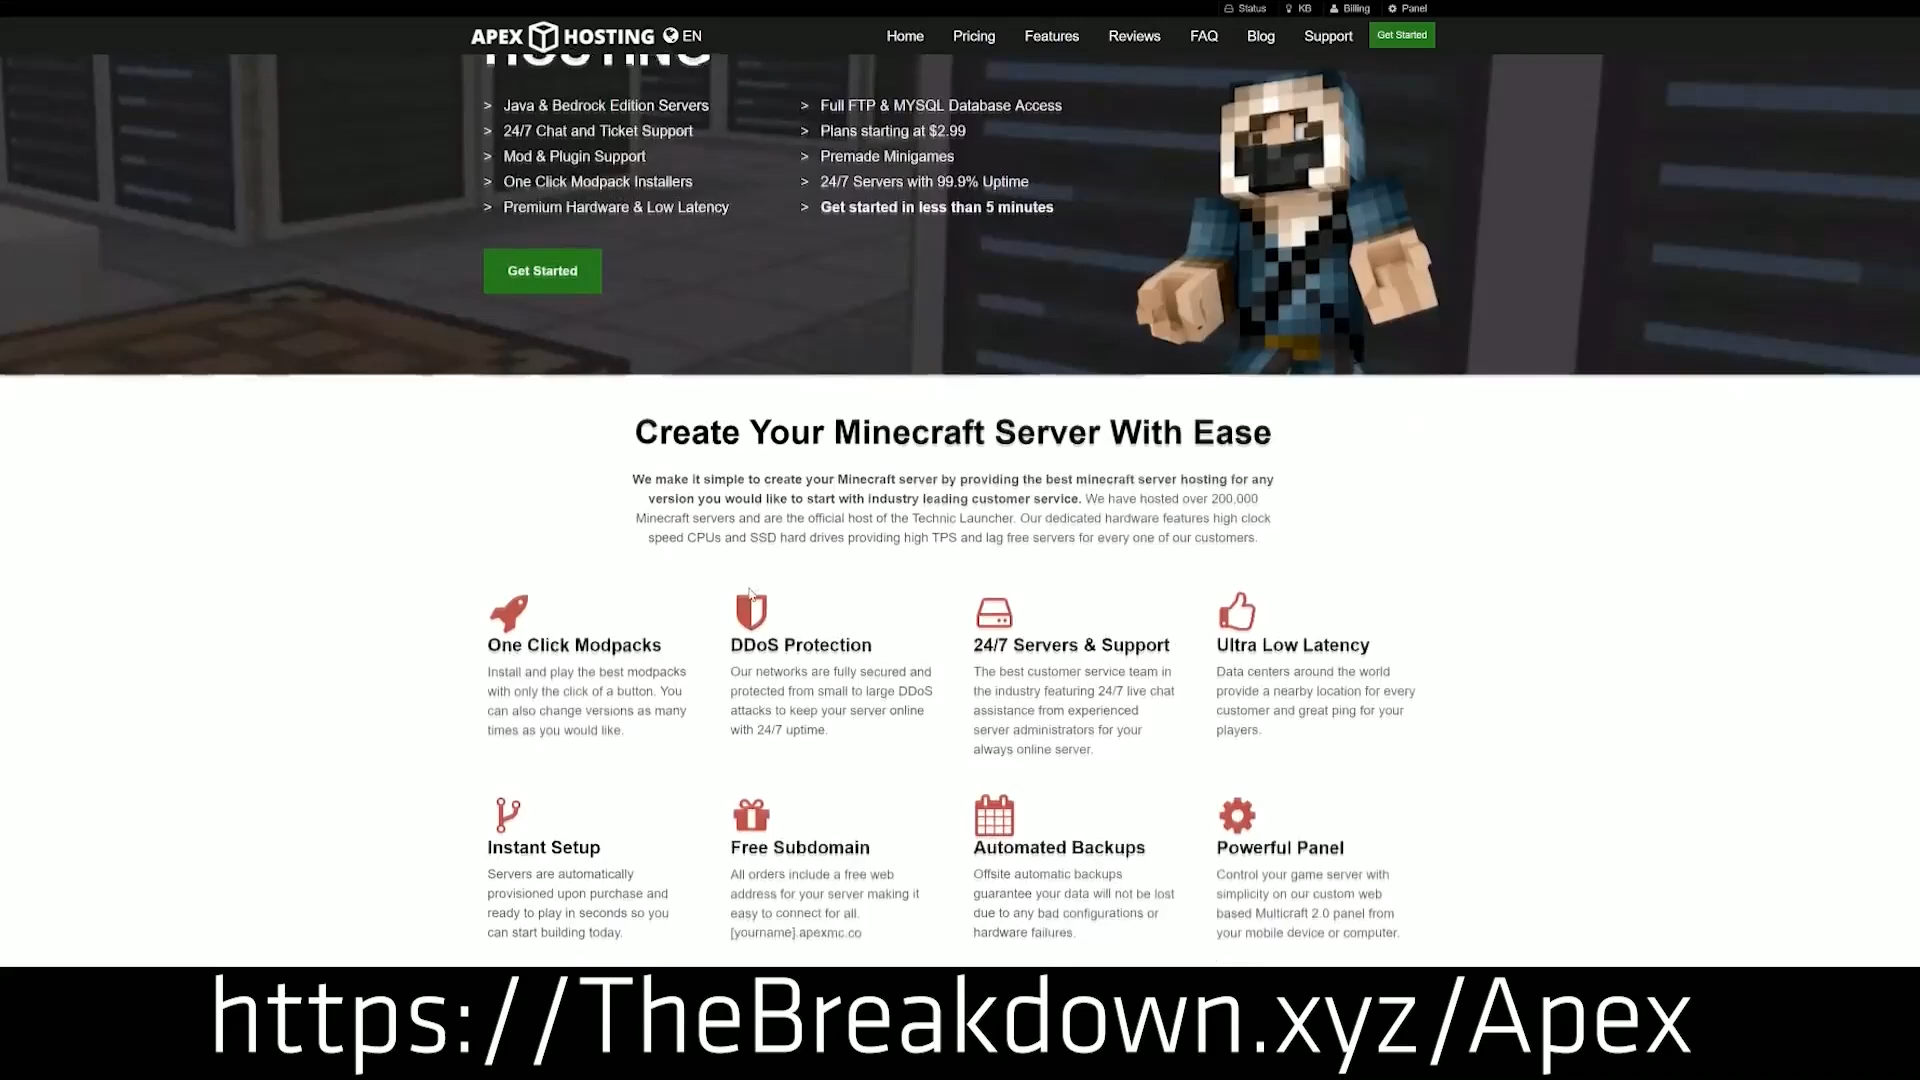 Status KB Billing Panel
APEX HOSTING EN Home Pricing Features Reviews FAQ Blog Support Get Started
HOSTING
> Java & Bedrock Edition Servers
> 24/7 Chat and Ticket Support
> Mod & Plugin Support
> One Click Modpack Installers
> Premium Hardware & Low Latency
> Full FTP & MYSQL Database Access
> Plans starting at $2.99
> Premade Minigames
> 24/7 Servers with 99.9% Uptime
> Get started in less than 5 minutes
Get Started
Create Your Minecraft Server With Ease
We make it simple to create your Minecraft server by providing the best minecraft server hosting for any
version you would like to start with industry leading customer service. We have hosted over 200,000
Minecraft servers and are the official host of the Technic Launcher. Our dedicated hardware features high clock
speed CPUs and SSD hard drives providing high TPS and lag free servers for every one of our customers.
One Click Modpacks
Install and play the best modpacks
with only the click of a button. You
can also change versions as many
times as you would like.
DDoS Protection
Our networks are fully secured and
protected from small to large DDoS
attacks to keep your server online
with 24/7 uptime.
24/7 Servers & Support
The best customer service team in
the industry featuring 24/7 live chat
assistance from experienced
server administrators for your
always online server.
Ultra Low Latency
Data centers around the world
provide a nearby location for every
customer and great ping for your
players.
Instant Setup
Servers are automatically
provisioned upon purchase and
ready to play in seconds so you
can start building today.
Free Subdomain
All orders include a free web
address for your server making it
easy to connect for all.
[yourname].apexmc.co
Automated Backups
Offsite automatic backups
guarantee your data will not be lost
due to any bad configurations or
hardware failures.
Powerful Panel
Control your game server with
simplicity on our custom web
based Multicraft 2.0 panel from
your mobile device or computer.
https://TheBreakdown.xyz/Apex